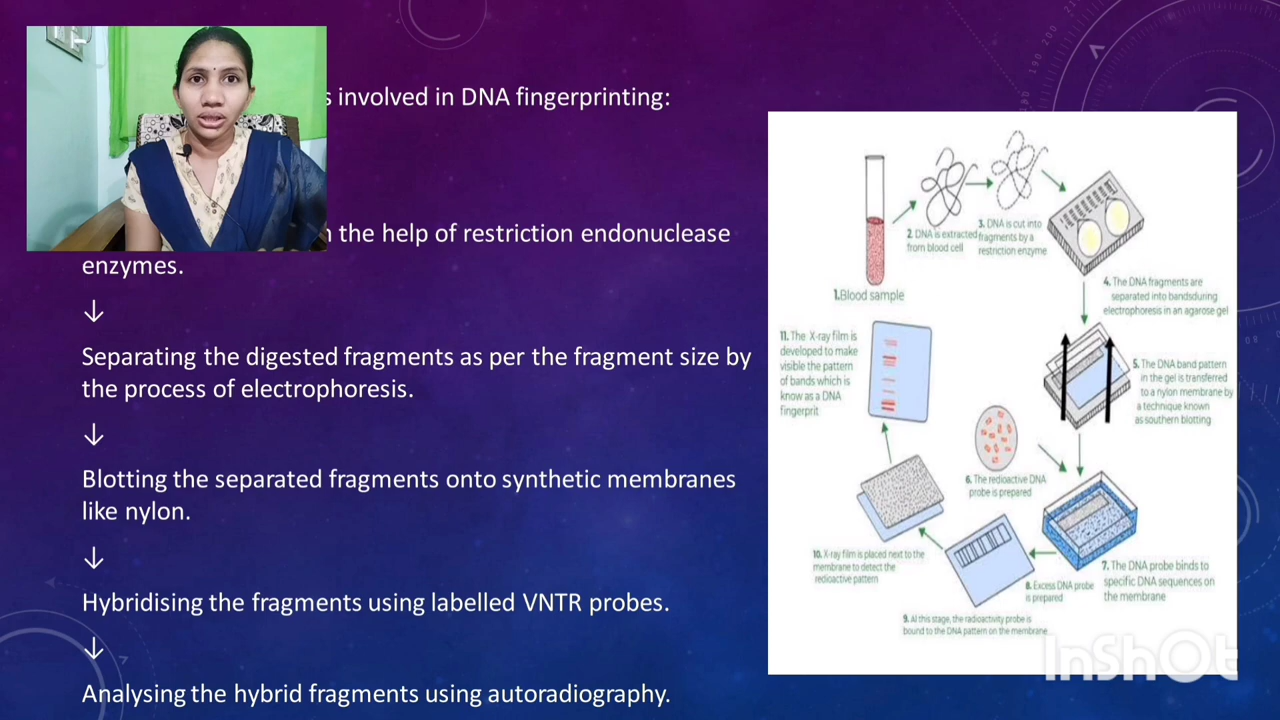 s involved in DNA fingerprinting:
the help of restriction endonuclease
enzymes.
↓
Separating the digested fragments as per the fragment size by
the process of electrophoresis.
↓
Blotting the separated fragments onto synthetic membranes
like nylon.
↓
Hybridising the fragments using labelled VNTR probes.
↓
Analysing the hybrid fragments using autoradiography.
1.Blood sample
2. DNA is extracted
from blood cell
3. DNA is cut into
fragments by a
restriction enzyme
4. The DNA fragments are
separated into bandsduring
electrophoresis in an agarose gel
5. The DNA band pattern
in the gel is transferred
to a nylon membrane by
a technique known
as southern blotting
6. The redioactive DNA
probe is prepared
7. The DNA probe binds to
specific DNA sequences on
the membrane
8. Excess DNA probe
is prepared
9. At this stage, the radioactivity probe is
bound to the DNA pattern on the membrane
10. X-ray film is placed next to the
membrane to detect the
radioactive pattern
11. The X-ray film is
developed to make
visible the pattern
of bands which is
know as a DNA
fingerprit
InShOt